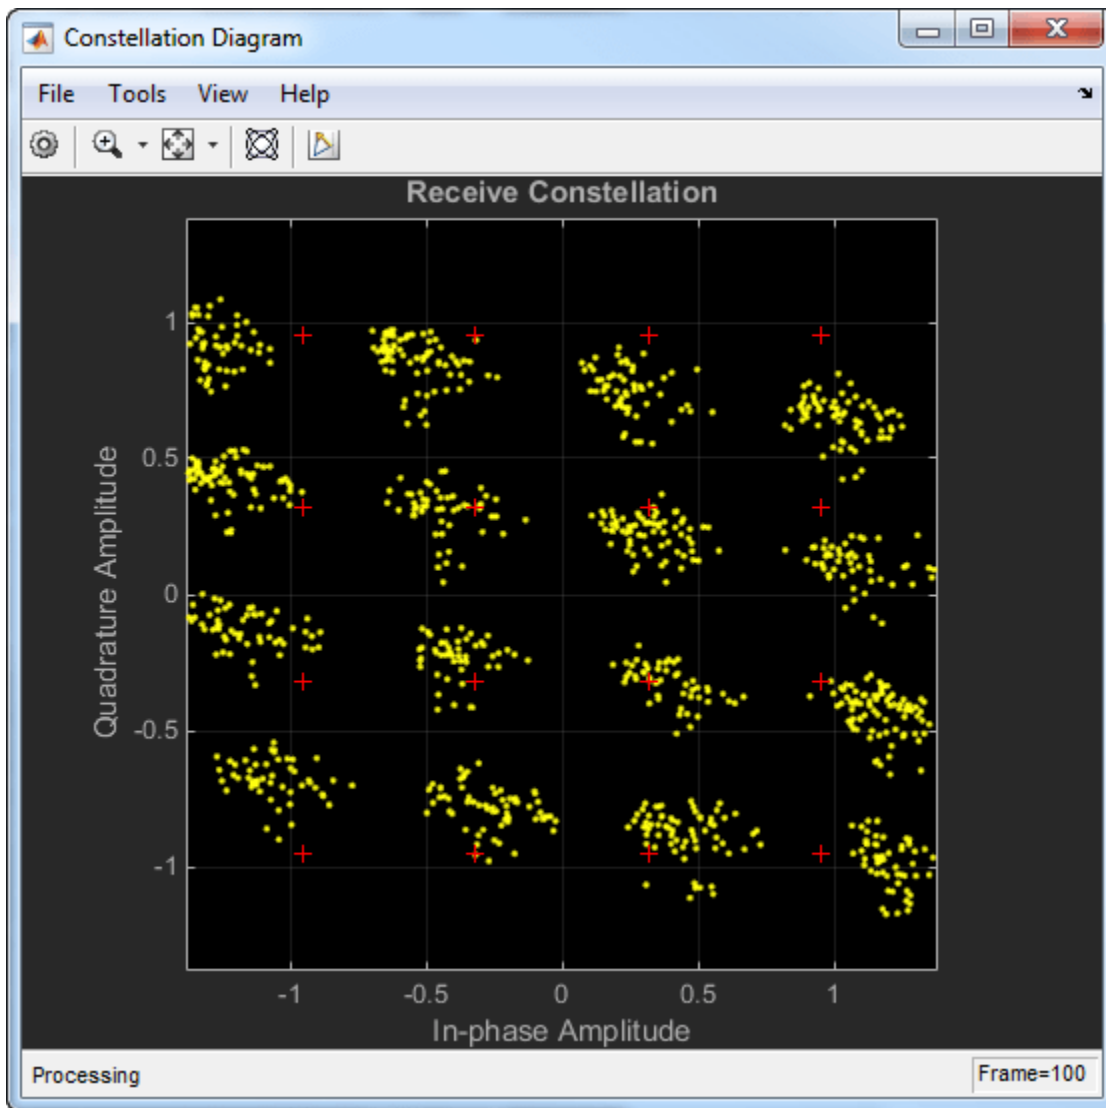 Constellation Diagram
File Tools View Help
Receive Constellation
1
0.5
0
-0.5
-1
Quadrature Amplitude
-1 -0.5 0 0.5 1
In-phase Amplitude
Processing Frame=100